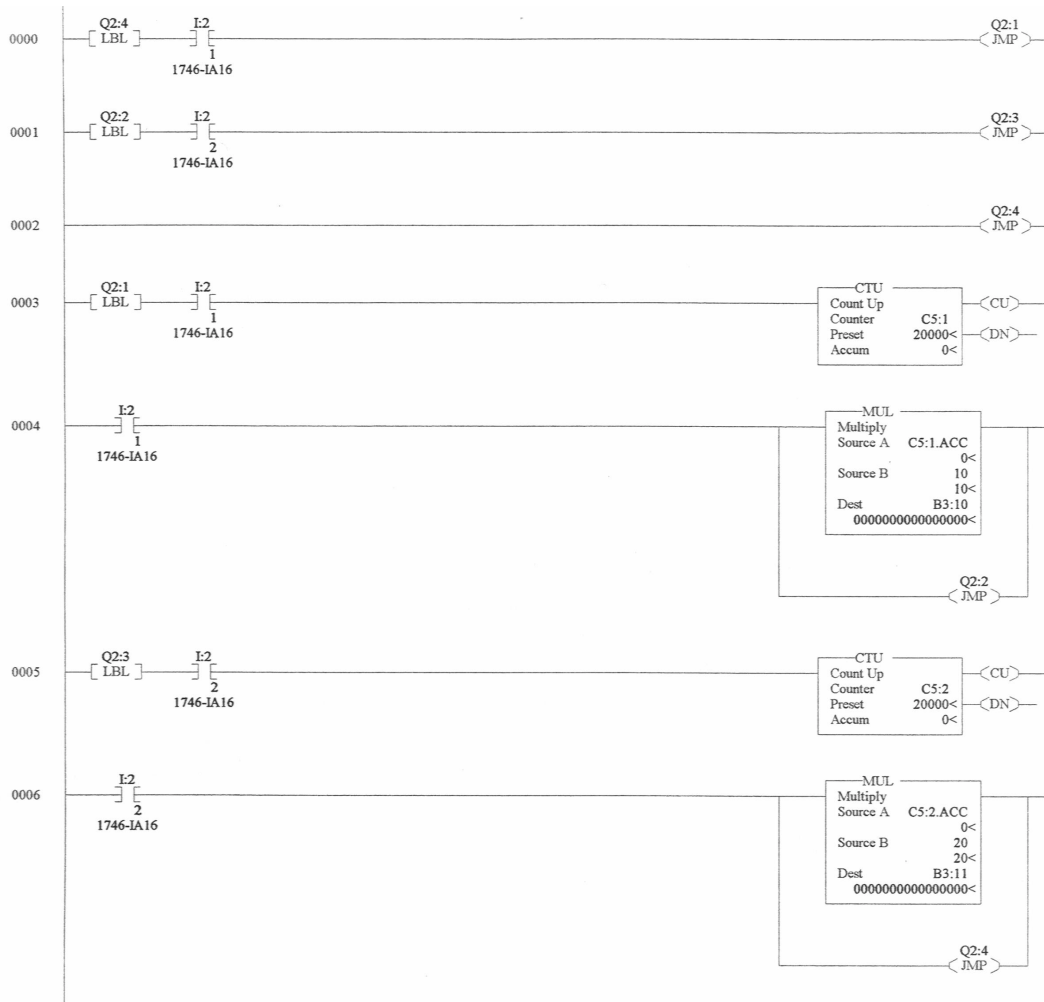 Q2:4 I:2 Q2:1
0000 LBL JMP
1
1746-IA16
Q2:2 I:2 Q2:3
0001 LBL JMP
2
1746-IA16
Q2:4
0002 JMP
Q2:1 I:2 CTU
0003 LBL Count Up CU
1 Counter C5:1
1746-IA16 Preset 20000< DN
Accum 0<
I:2 MUL
0004 Multiply
1 Source A C5:1.ACC
1746-IA16 0<
Source B 10
10<
Dest B3:10
0000000000000000<
Q2:2
JMP
Q2:3 I:2 CTU
0005 LBL Count Up CU
2 Counter C5:2
1746-IA16 Preset 20000< DN
Accum 0<
I:2 MUL
0006 Multiply
2 Source A C5:2.ACC
1746-IA16 0<
Source B 20
20<
Dest B3:11
0000000000000000<
Q2:4
JMP